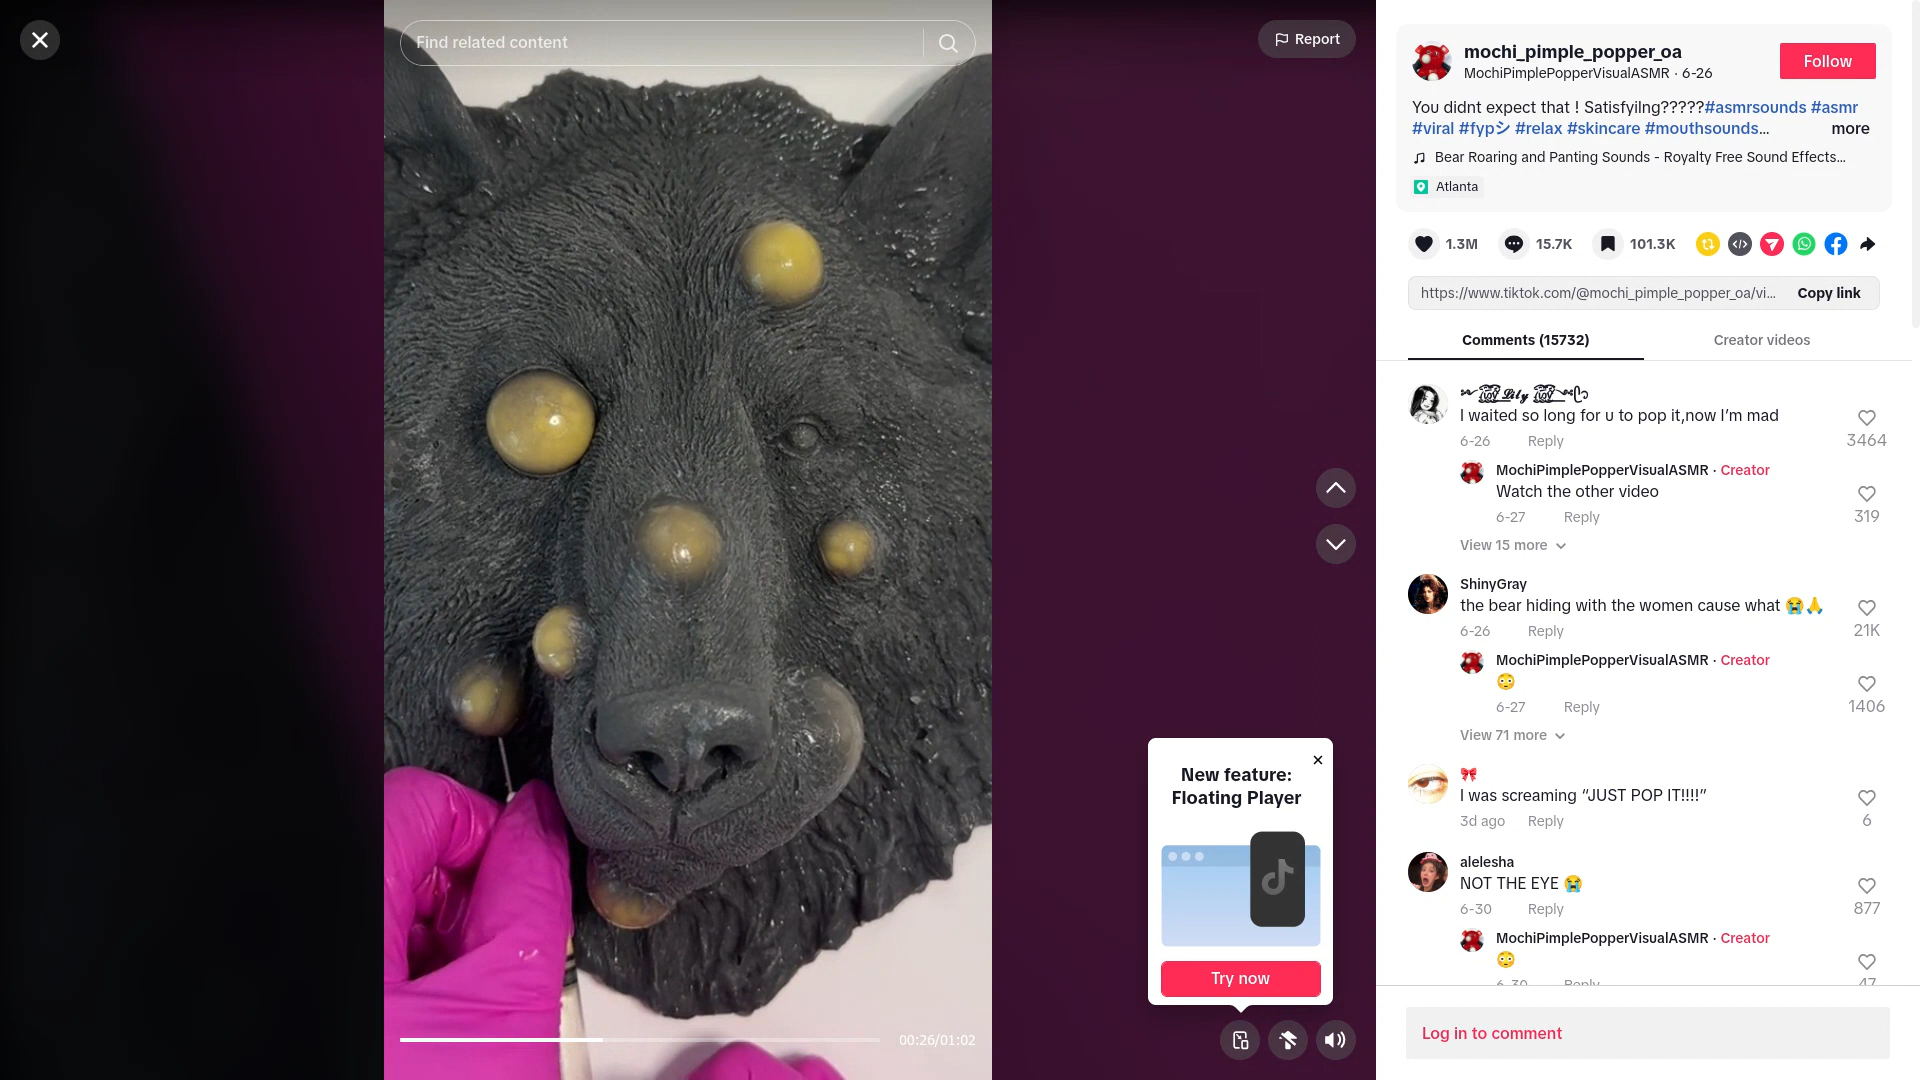 Find related content
Report
mochi_pimple_popper_oa
MochiPimplePopperVisualASMR · 6-26
Follow
You didnt expect that ! Satisfyilng?????#asmrsounds #asmr
#viral #fypシ #relax #skincare #mouthsounds...
more
Bear Roaring and Panting Sounds - Royalty Free Sound Effects...
Atlanta
1.3M
15.7K
101.3K
https://www.tiktok.com/@mochi_pimple_popper_oa/vi...
Copy link
Comments (15732)
Creator videos
I waited so long for u to pop it,now I'm mad
6-26
Reply
3464
MochiPimplePopperVisualASMR · Creator
Watch the other video
6-27
Reply
319
View 15 more
ShinyGray
the bear hiding with the women cause what 😭🙏
6-26
Reply
21K
MochiPimplePopperVisualASMR · Creator
😳
6-27
Reply
1406
View 71 more
🎀
I was screaming “JUST POP IT!!!!”
3d ago
Reply
6
alelesha
NOT THE EYE 😭
6-30
Reply
877
MochiPimplePopperVisualASMR · Creator
😳
6-30
Reply
47
Log in to comment
New feature:
Floating Player
Try now
00:26/01:02